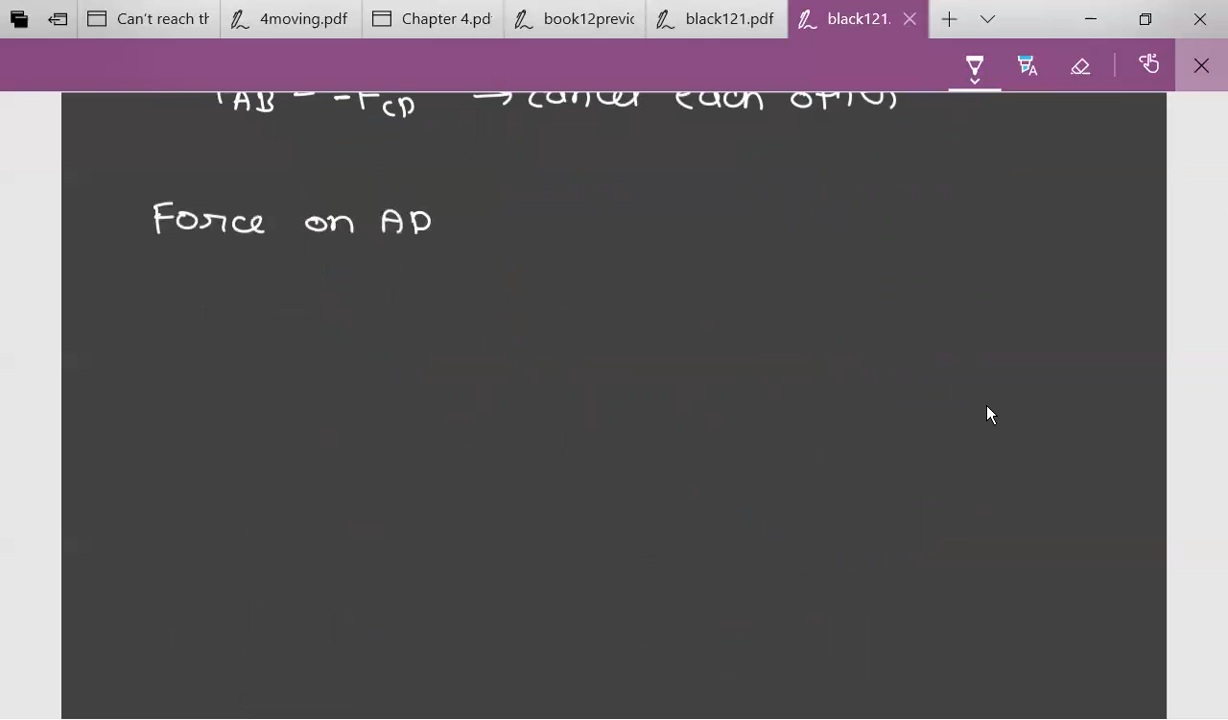 Can't reach th 4moving.pdf Chapter 4.pd book12previc black121.pdf black121.
F_AB = -F_CD → cancel each other
Force on AD